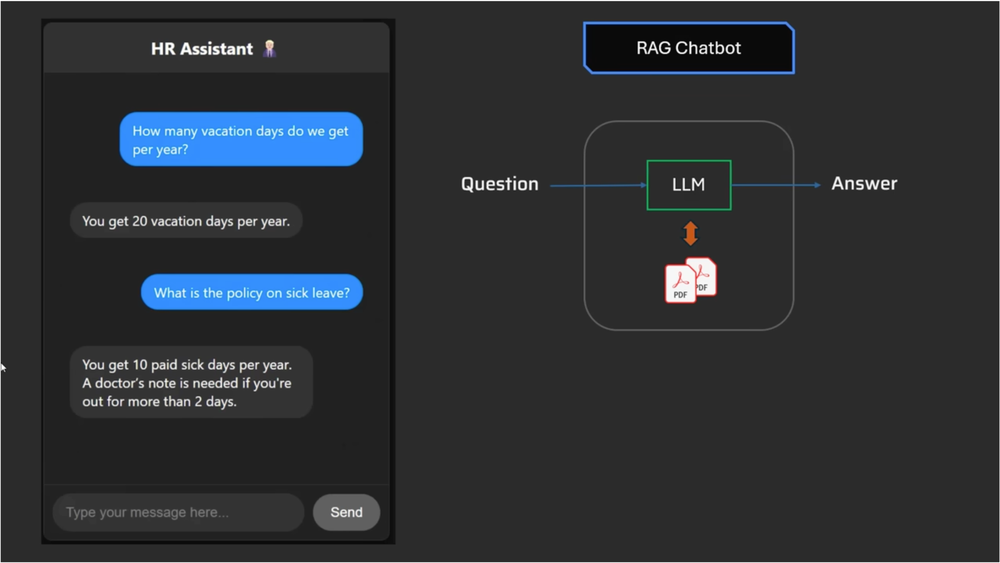 HR Assistant
How many vacation days do we get
per year?
You get 20 vacation days per year.
What is the policy on sick leave?
You get 10 paid sick days per year.
A doctor’s note is needed if you're
out for more than 2 days.
Type your message here...
Send
RAG Chatbot
Question
LLM
Answer
PDF
PDF